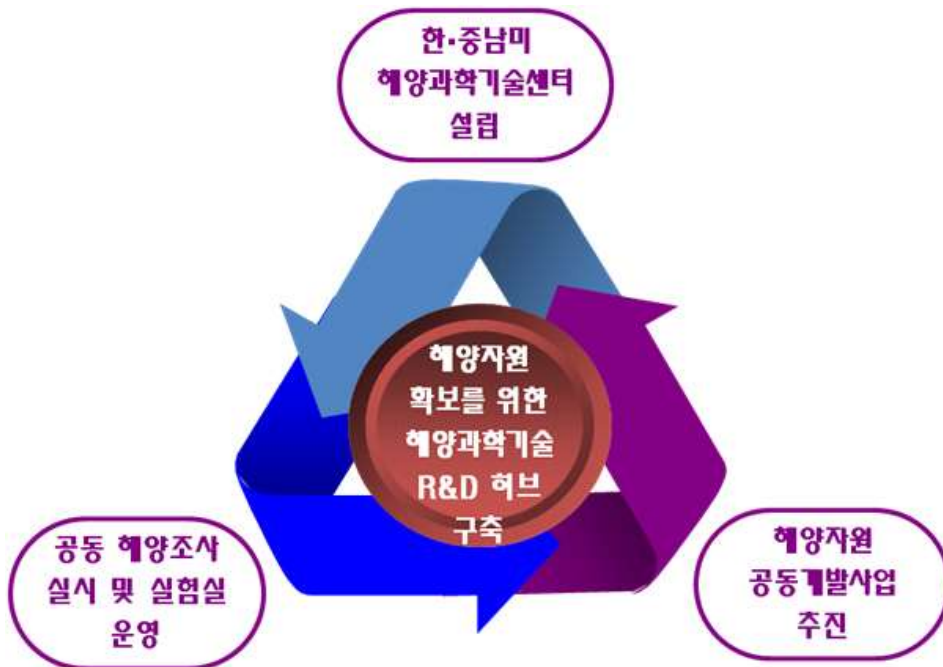 한·중남미
해양과학기술센터
설립
해양자원
확보를 위한
해양과학기술
R&D 허브
구축
공동 해양조사
실시 및 실험실
운영
해양자원
공동개발사업
추진